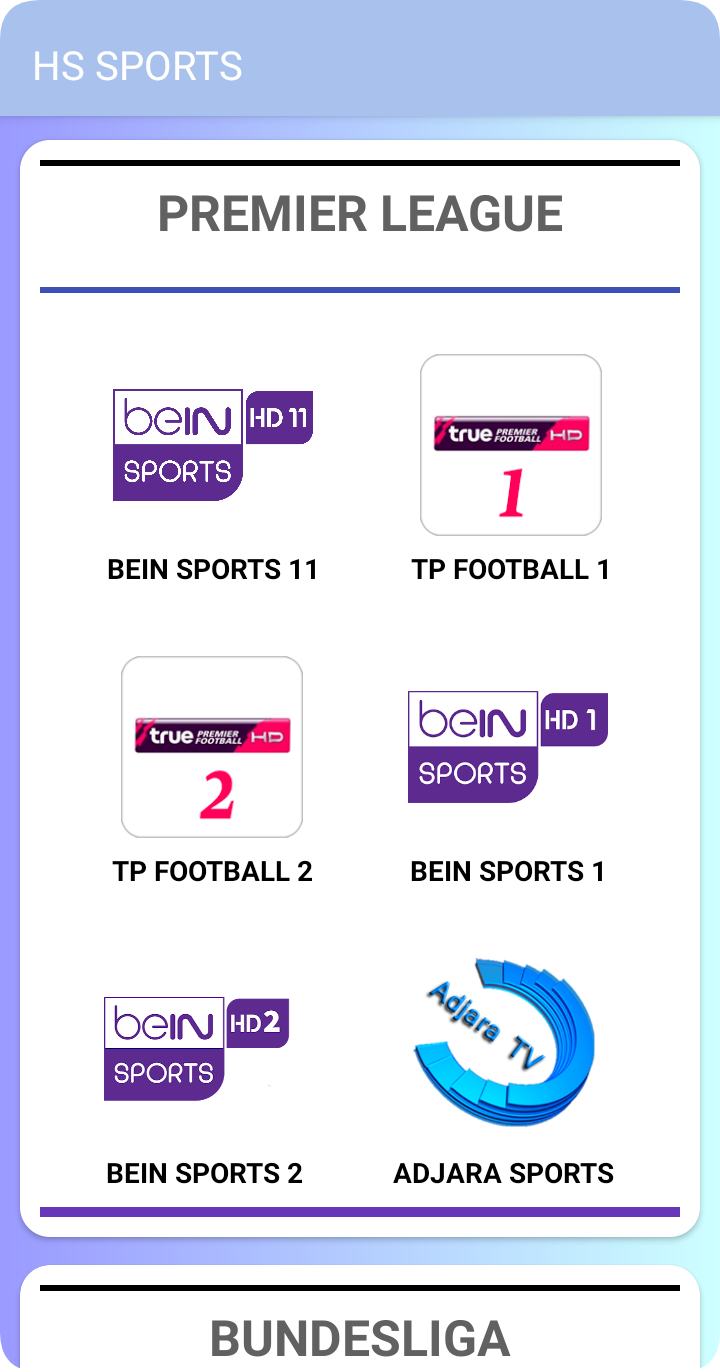 HS SPORTS
PREMIER LEAGUE
beIN HD 11
SPORTS
true PREMIER FOOTBALL HD
1
BEIN SPORTS 11
TP FOOTBALL 1
true PREMIER FOOTBALL HD
2
beIN HD 1
SPORTS
TP FOOTBALL 2
BEIN SPORTS 1
beIN HD2
SPORTS
Adjara TV
BEIN SPORTS 2
ADJARA SPORTS
BUNDESLIGA